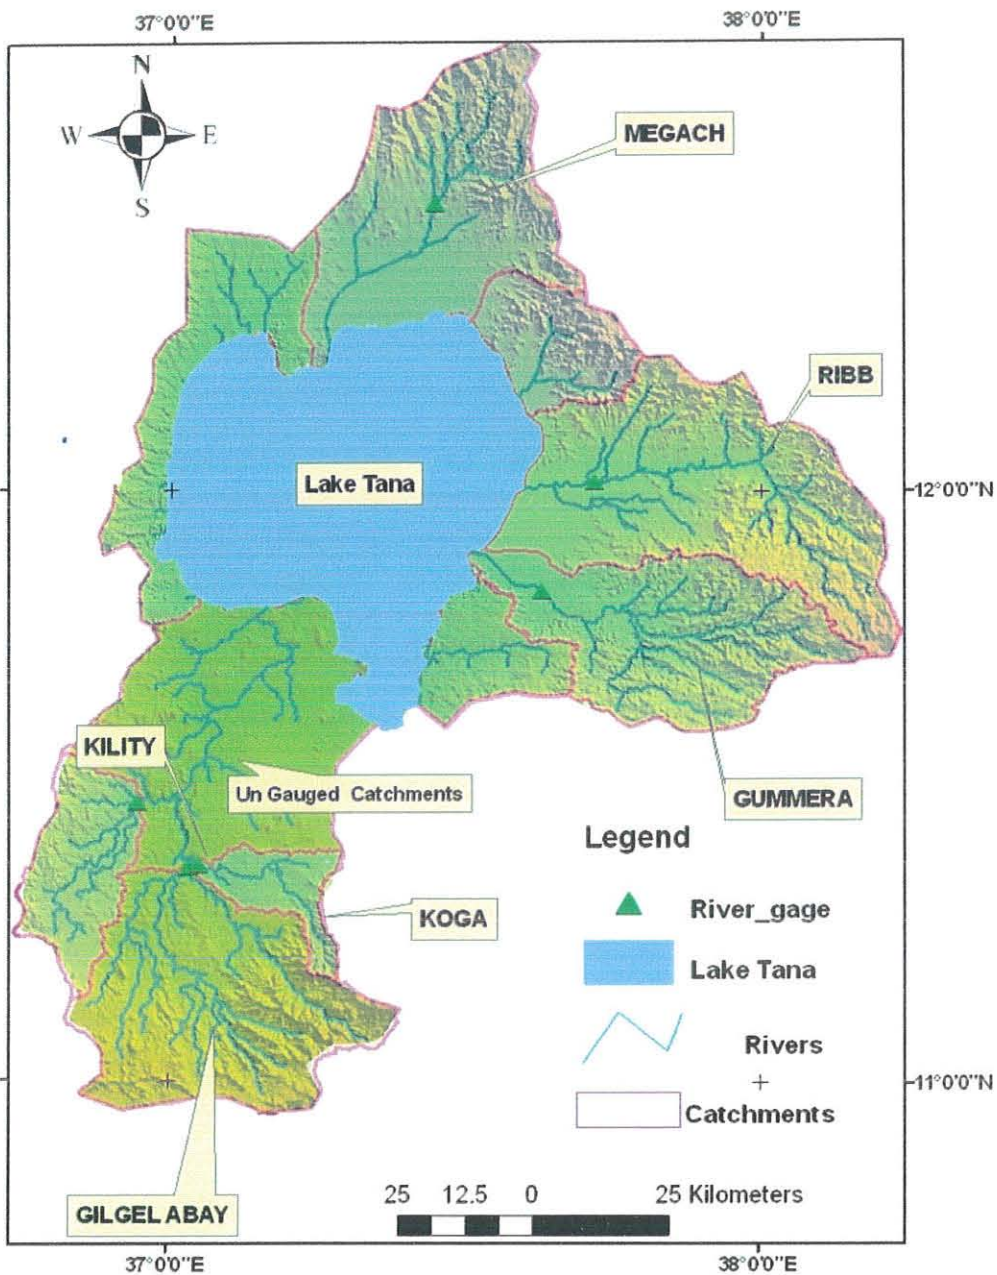 37°0'0"E
38°0'0"E
N
W
E
S
MEGACH
RIBB
Lake Tana
12°0'0"N
KILITY
Un Gauged Catchments
GUMMERA
Legend
River_gage
KOGA
Lake Tana
Rivers
11°0'0"N
Catchments
GILGEL ABAY
25 12.5 0 25 Kilometers
37°0'0"E
38°0'0"E